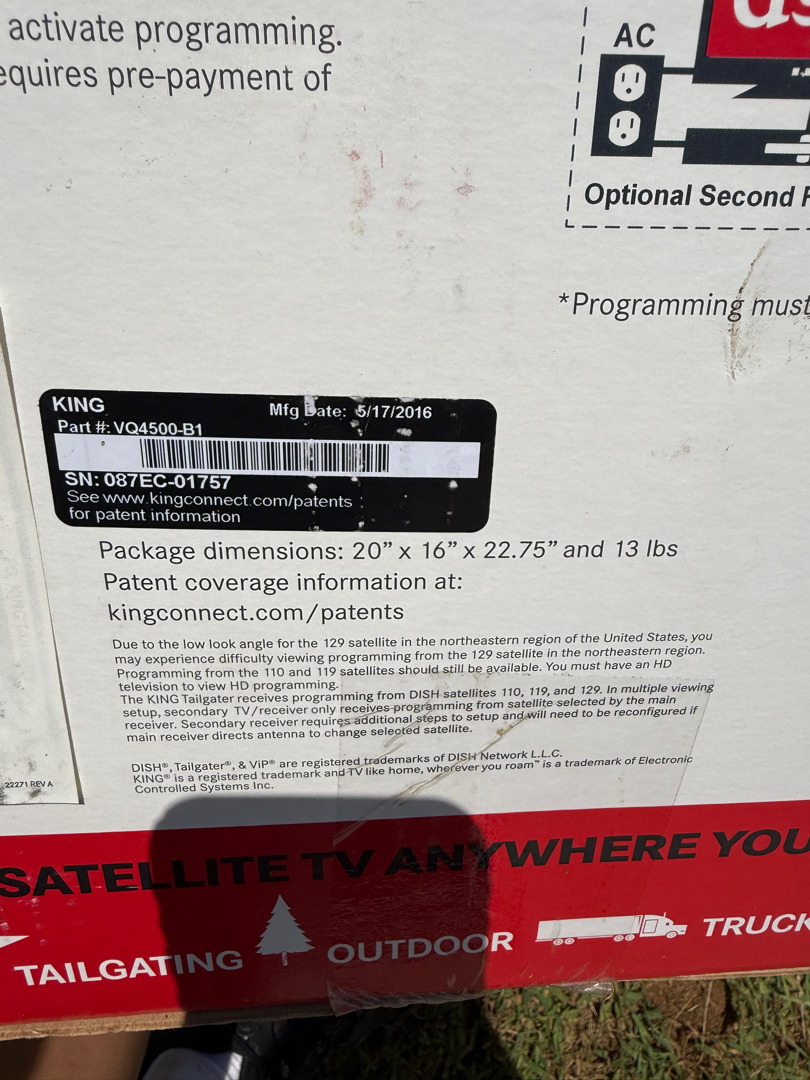 activate programming.
equires pre-payment of
AC
Optional Second
*Programming must
KING
Mfg Date: 5/17/2016
Part #: VQ4500-B1
SN: 087EC-01757
See www.kingconnect.com/patents
for patent information
Package dimensions: 20” x 16” x 22.75” and 13 lbs
Patent coverage information at:
kingconnect.com/patents
Due to the low look angle for the 129 satellite in the northeastern region of the United States, you
may experience difficulty viewing programming from the 129 satellite in the northeastern region.
Programming from the 110 and 119 satellites should still be available. You must have an HD
television to view HD programming.
The KING Tailgater receives programming from DISH satellites 110, 119, and 129. In multiple viewing
setup, secondary TV/receiver only receives programming from satellite selected by the main
receiver. Secondary receiver requires additional steps to setup and will need to be reconfigured if
main receiver directs antenna to change selected satellite.
DISH®, Tailgater®, & ViP® are registered trademarks of DISH Network L.L.C.
KING® is a registered trademark and TV like home, wherever you roam™ is a trademark of Electronic
Controlled Systems Inc.
22271 REV A
SATELLITE TV ANYWHERE YOU
TAILGATING
OUTDOOR
TRUCK